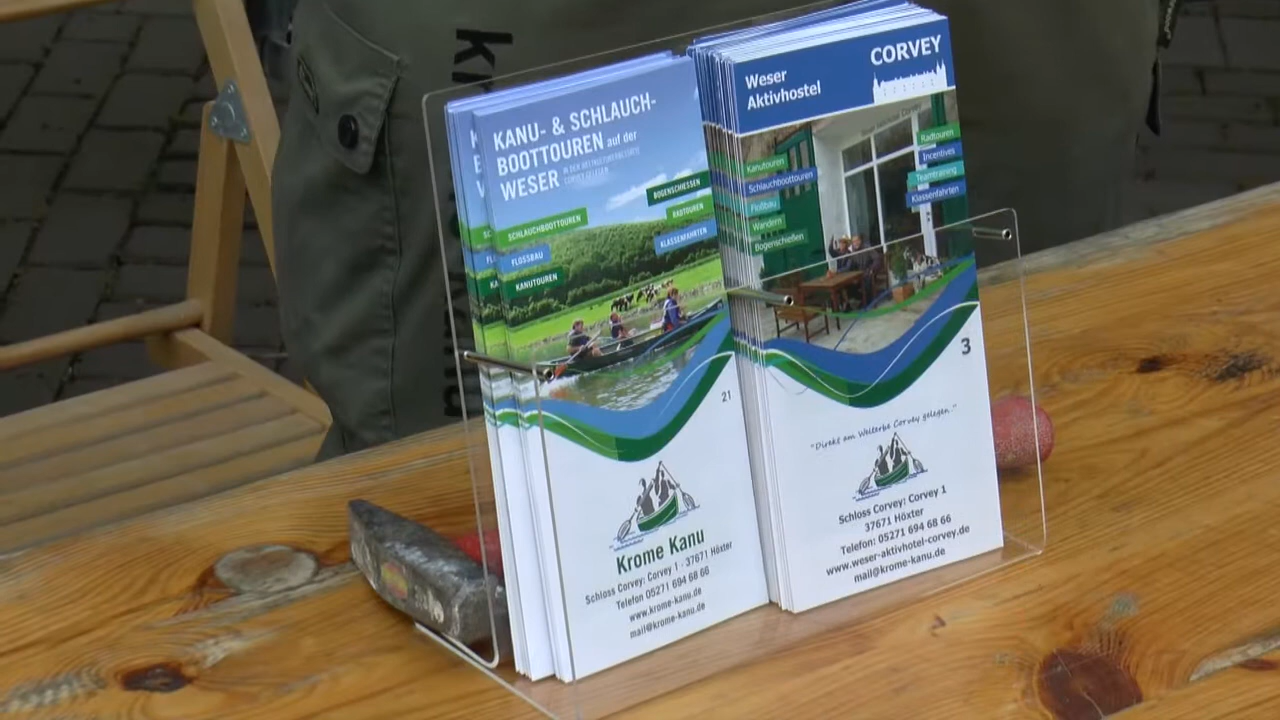 KANU- & SCHLAUCH-
BOOTTOUREN auf der
WESER
CORVEY GELEGEN
BOGENSCHIESSEN
SCHLAUCHBOOTTOUREN
RADTOUREN
FLOSSBAU
KLASSENFAHRTEN
KANUTOUREN
21
Krome Kanu
Schloss Corvey: Corvey 1 - 37671 Höxter
Telefon 05271 694 68 66
www.krome-kanu.de
mail@krome-kanu.de
CORVEY
Weser
Aktivhostel
Kanutouren
Schlauchboottouren
Floßbau
Wandern
Bogenschießen
Radtouren
Incentives
Teamtraining
Klassenfahrten
3
"Direkt am Welterbe Corvey gelegen."
Schloss Corvey: Corvey 1
37671 Höxter
Telefon: 05271 694 68 66
www.weser-aktivhotel-corvey.de
mail@krome-kanu.de